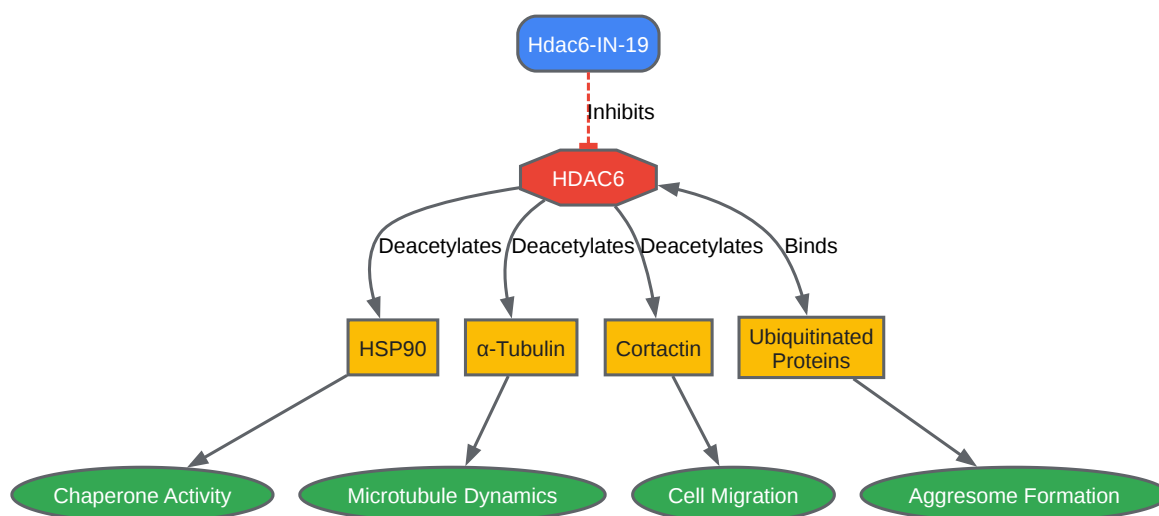 Hdac6-IN-19
Inhibits
HDAC6
Deacetylates
Deacetylates
Deacetylates
Binds
HSP90
α-Tubulin
Cortactin
Ubiquitinated
Proteins
Chaperone Activity
Microtubule Dynamics
Cell Migration
Aggresome Formation